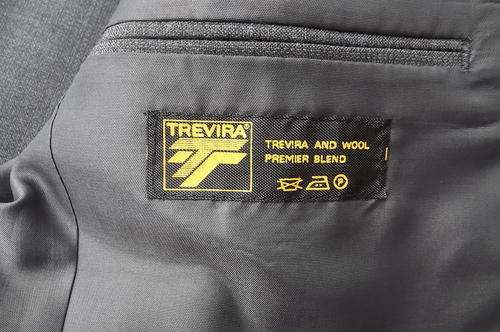 TREVIRA®
TREVIRA AND WOOL
PREMIER BLEND
P